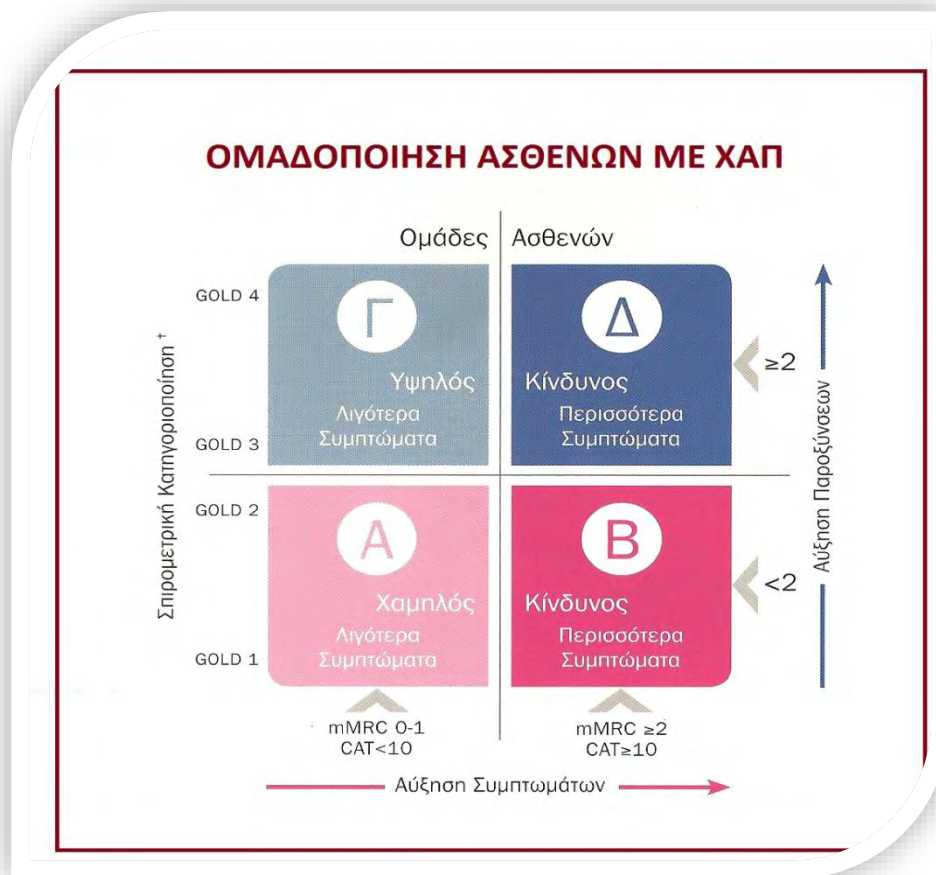 ΟΜΑΔΟΠΟΙΗΣΗ ΑΣΘΕΝΩΝ ΜΕ ΧΑΠ
Ομάδες Ασθενών
GOLD 4
GOLD 3
GOLD 2
GOLD 1
Σπιρομετρική Κατηγοριοποίηση †
Γ
Υψηλός
Λιγότερα
Συμπτώματα
Δ
Κίνδυνος
Περισσότερα
Συμπτώματα
≥2
Α
Χαμηλός
Λιγότερα
Συμπτώματα
Β
Κίνδυνος
Περισσότερα
Συμπτώματα
<2
Αύξηση Παροξύνσεων
mMRC 0-1
CAT<10
mMRC ≥2
CAT≥10
Αύξηση Συμπτωμάτων